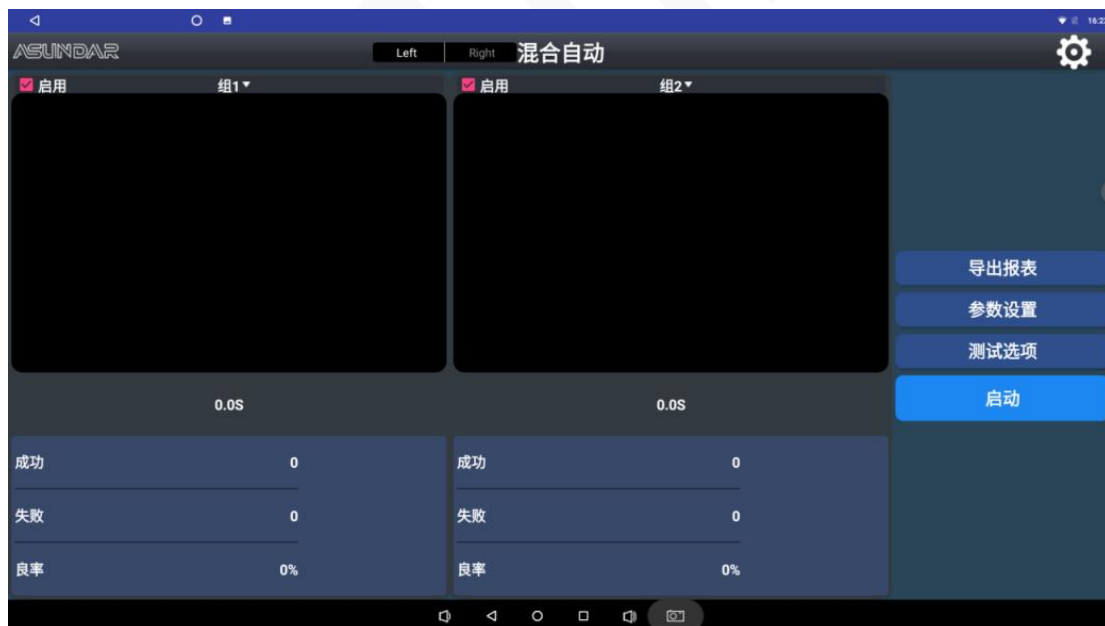 16:2
ASUNDAR
Left Right 混合自动
启用 组1
启用 组2
导出报表
参数设置
测试选项
启动
0.0S
0.0S
成功 0
失败 0
良率 0%
成功 0
失败 0
良率 0%